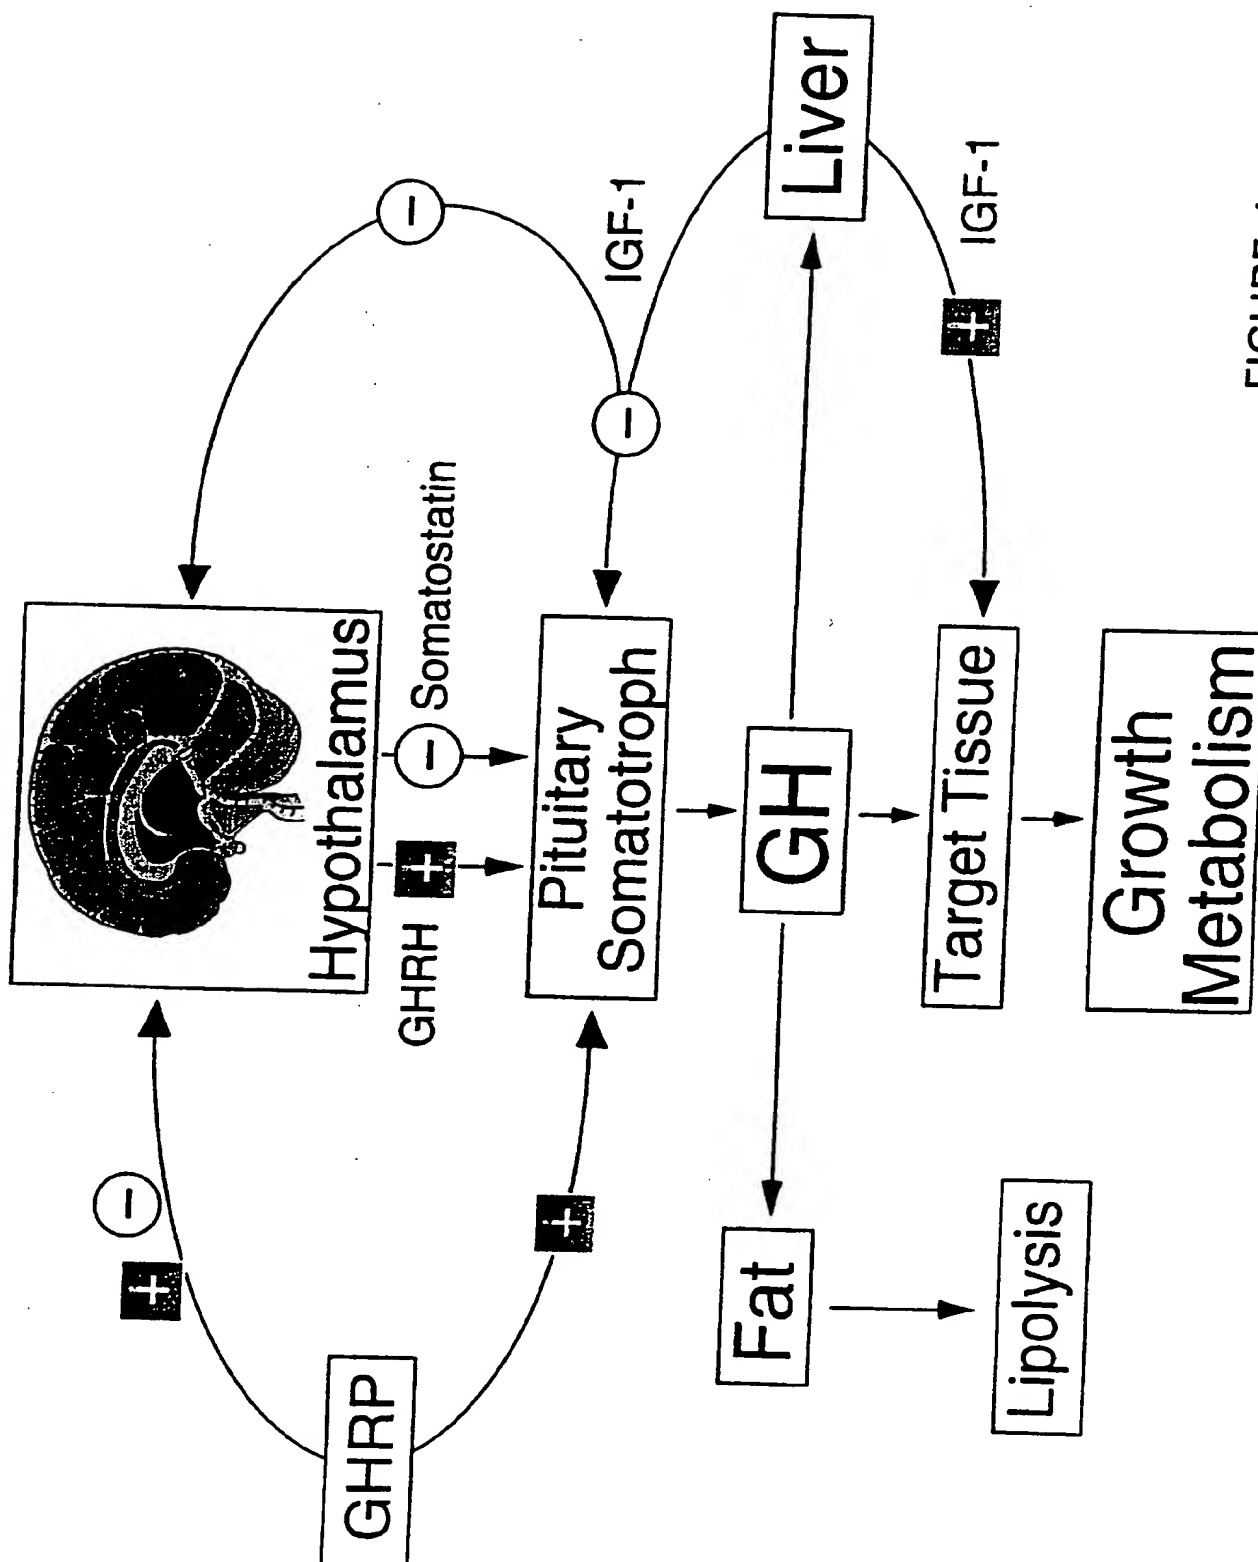 Hypothalamus
GHRP
+
−
GHRH
+
−
Somatostatin
−
+
Pituitary
Somatotroph
−
IGF-1
Fat
GH
Liver
+
IGF-1
Lipolysis
Target Tissue
Growth
Metabolism